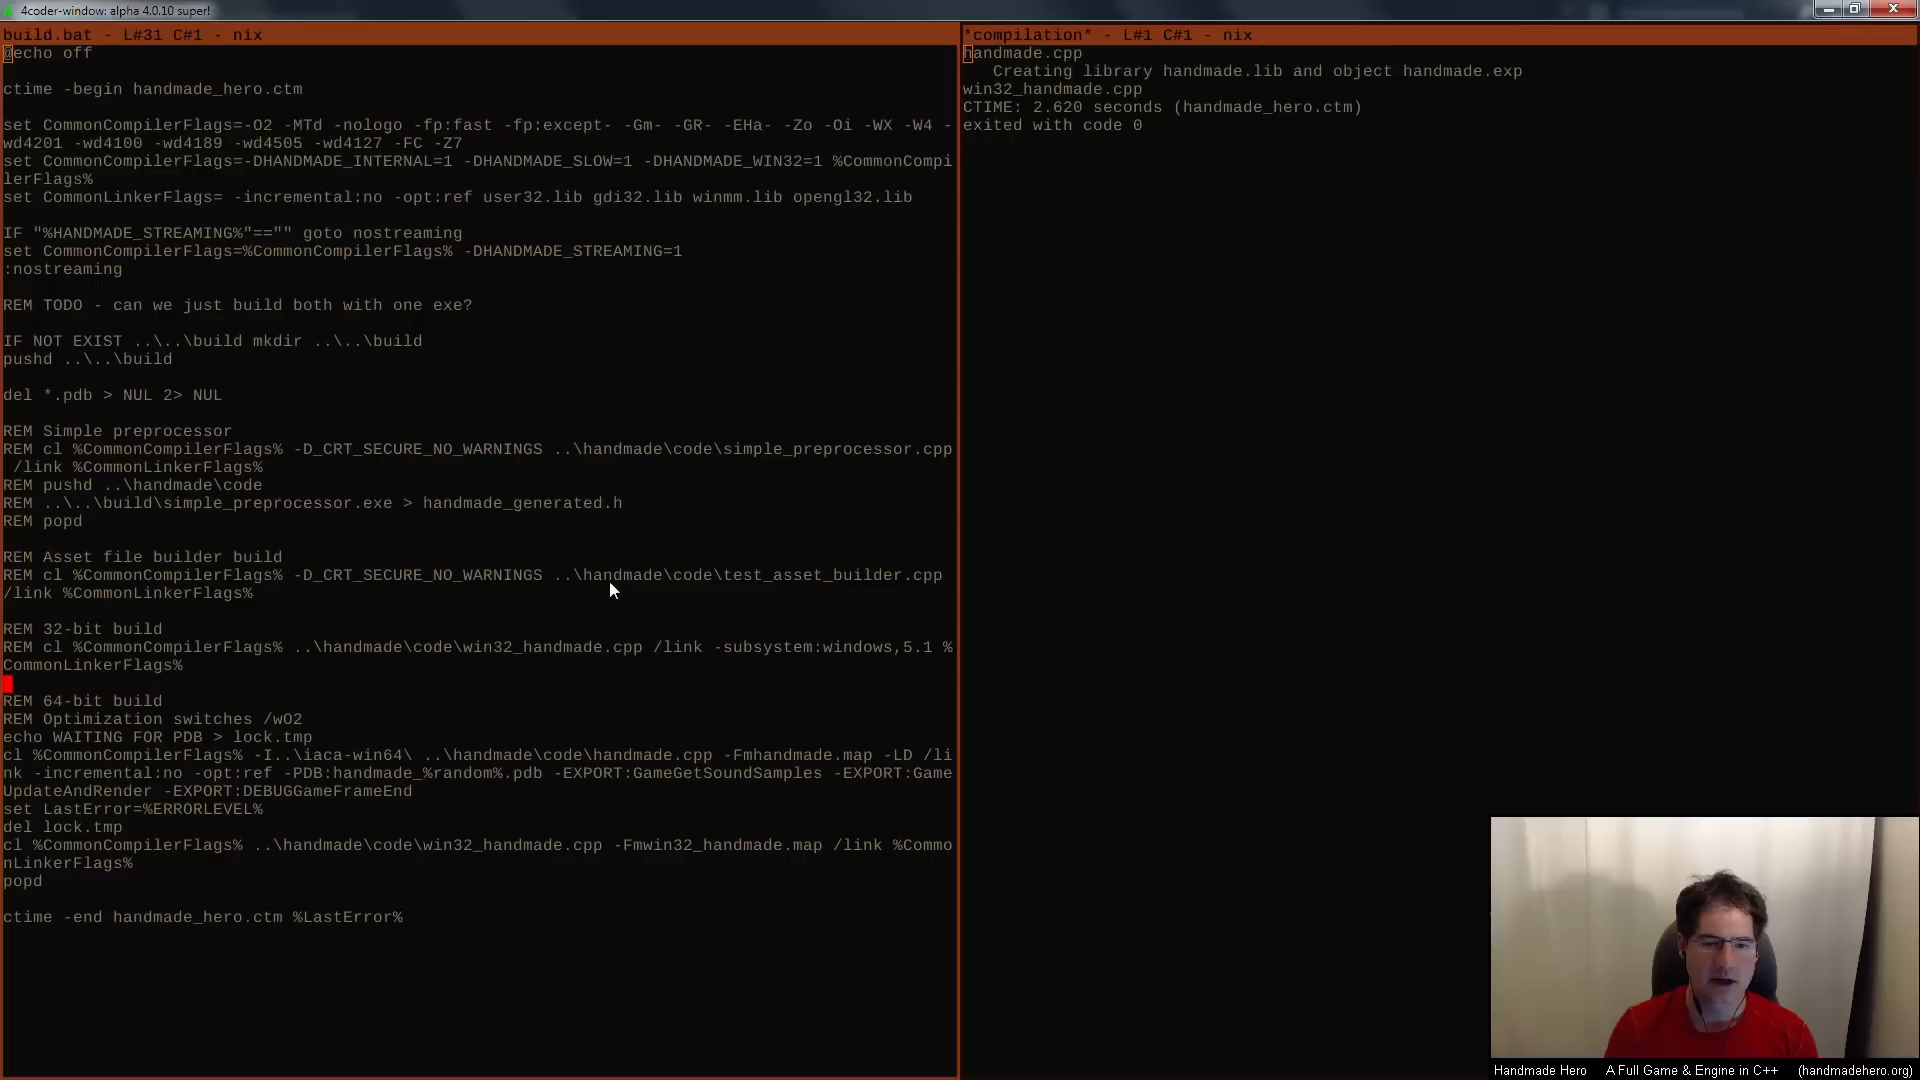 4coder-window: alpha 4.0.10 super!
build.bat - L#31 C#1 - nix
@echo off
ctime -begin handmade_hero.ctm
set CommonCompilerFlags=-O2 -MTd -nologo -fp:fast -fp:except- -Gm- -GR- -EHa- -Zo -Oi -WX -W4 -
wd4201 -wd4100 -wd4189 -wd4505 -wd4127 -FC -Z7
set CommonCompilerFlags=-DHANDMADE_INTERNAL=1 -DHANDMADE_SLOW=1 -DHANDMADE_WIN32=1 %CommonCompi
lerFlags%
set CommonLinkerFlags= -incremental:no -opt:ref user32.lib gdi32.lib winmm.lib opengl32.lib
IF "%HANDMADE_STREAMING%"=="" goto nostreaming
set CommonCompilerFlags=%CommonCompilerFlags% -DHANDMADE_STREAMING=1
:nostreaming
REM TODO - can we just build both with one exe?
IF NOT EXIST ..\..\build mkdir ..\..\build
pushd ..\..\build
del *.pdb > NUL 2> NUL
REM Simple preprocessor
REM cl %CommonCompilerFlags% -D_CRT_SECURE_NO_WARNINGS ..\handmade\code\simple_preprocessor.cpp
/link %CommonLinkerFlags%
REM pushd ..\handmade\code
REM ..\..\build\simple_preprocessor.exe > handmade_generated.h
REM popd
REM Asset file builder build
REM cl %CommonCompilerFlags% -D_CRT_SECURE_NO_WARNINGS ..\handmade\code\test_asset_builder.cpp
/link %CommonLinkerFlags%
REM 32-bit build
REM cl %CommonCompilerFlags% ..\handmade\code\win32_handmade.cpp /link -subsystem:windows,5.1 %
CommonLinkerFlags%
REM 64-bit build
REM Optimization switches /wO2
echo WAITING FOR PDB > lock.tmp
cl %CommonCompilerFlags% -I..\iaca-win64\ ..\handmade\code\handmade.cpp -Fmhandmade.map -LD /li
nk -incremental:no -opt:ref -PDB:handmade_%random%.pdb -EXPORT:GameGetSoundSamples -EXPORT:Game
UpdateAndRender -EXPORT:DEBUGGameFrameEnd
set LastError=%ERRORLEVEL%
del lock.tmp
cl %CommonCompilerFlags% ..\handmade\code\win32_handmade.cpp -Fmwin32_handmade.map /link %Commo
nLinkerFlags%
popd
ctime -end handmade_hero.ctm %LastError%
*compilation* - L#1 C#1 - nix
handmade.cpp
Creating library handmade.lib and object handmade.exp
win32_handmade.cpp
CTIME: 2.620 seconds (handmade_hero.ctm)
exited with code 0
Handmade Hero A Full Game & Engine in C++ (handmadehero.org)